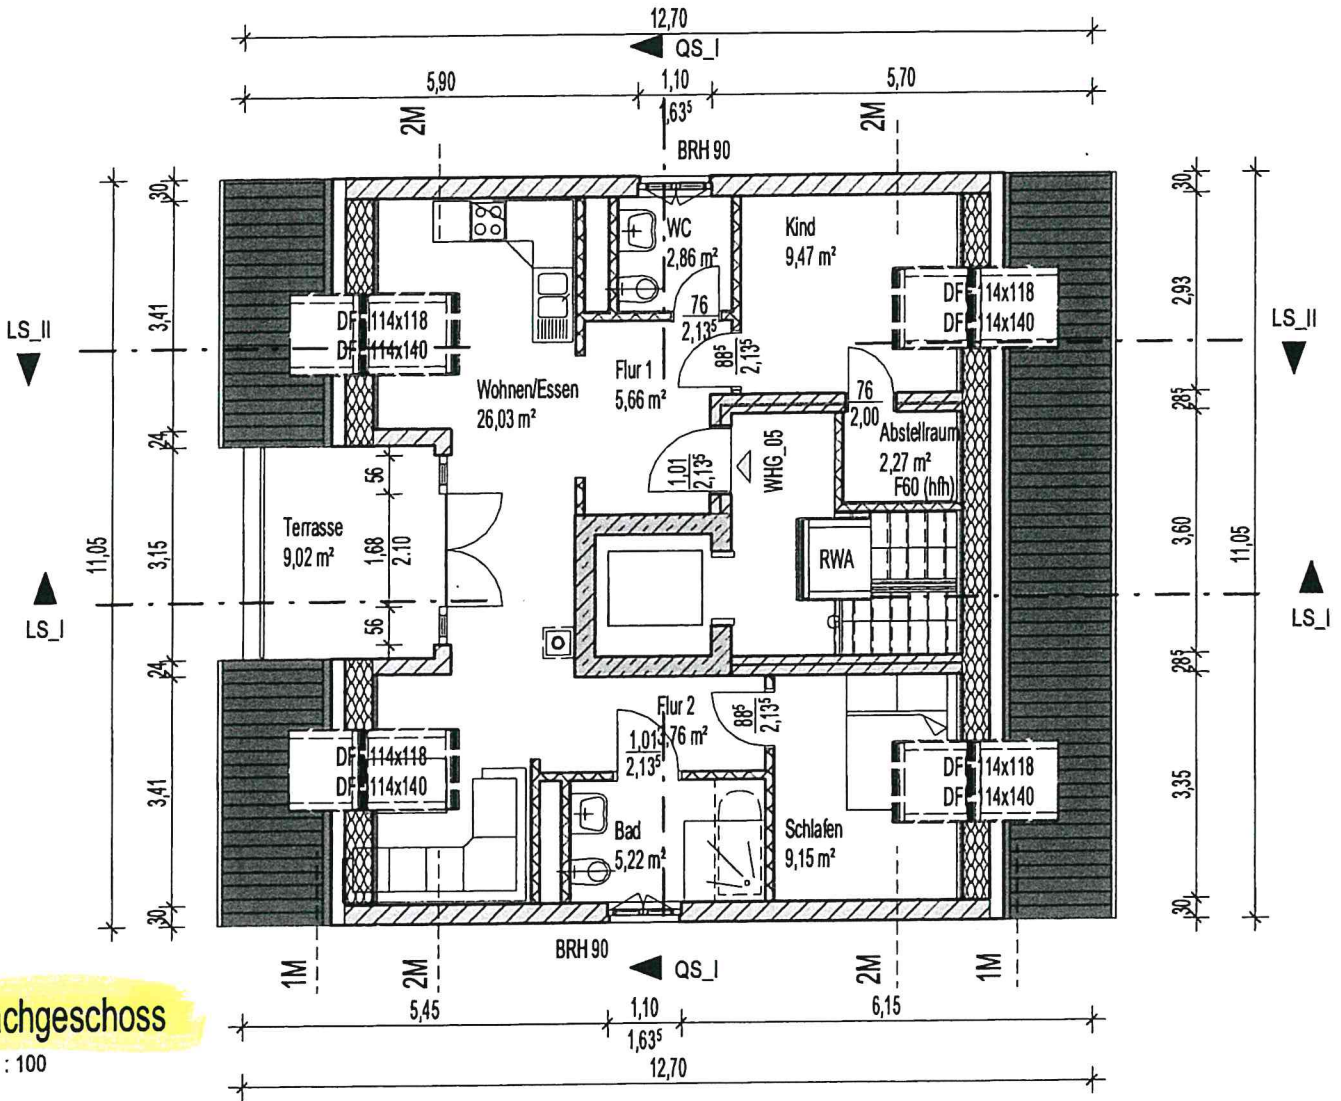 12,70
QS_I
5,90
1,10
5,70
1,63⁵
2M
2M
BRH 90
30
30
WC
2,86 m²
Kind
9,47 m²
3,41
2,93
DF 114x118
DF 114x140
DF 114x118
DF 114x140
LS_II
LS_II
76
2,13⁵
88⁵
2,13⁵
Flur 1
5,66 m²
Wohnen/Essen
26,03 m²
76
2,00
28⁵
24
Abstellraum
2,27 m²
F60 (hfh)
WHG_05
1,01
2,13⁵
56
Terrasse
9,02 m²
1,68
2.10
11,05
3,15
3,60
11,05
RWA
LS_I
LS_I
56
24
28⁵
Flur 2
3,76 m²
88⁵
2,13⁵
1,01
2,13⁵
DF 114x118
DF 114x140
DF 114x118
DF 114x140
3,41
3,35
Bad
5,22 m²
Schlafen
9,15 m²
30
30
BRH 90
QS_I
1M
2M
2M
1M
5,45
1,10
6,15
1,63⁵
12,70
achgeschoss
: 100